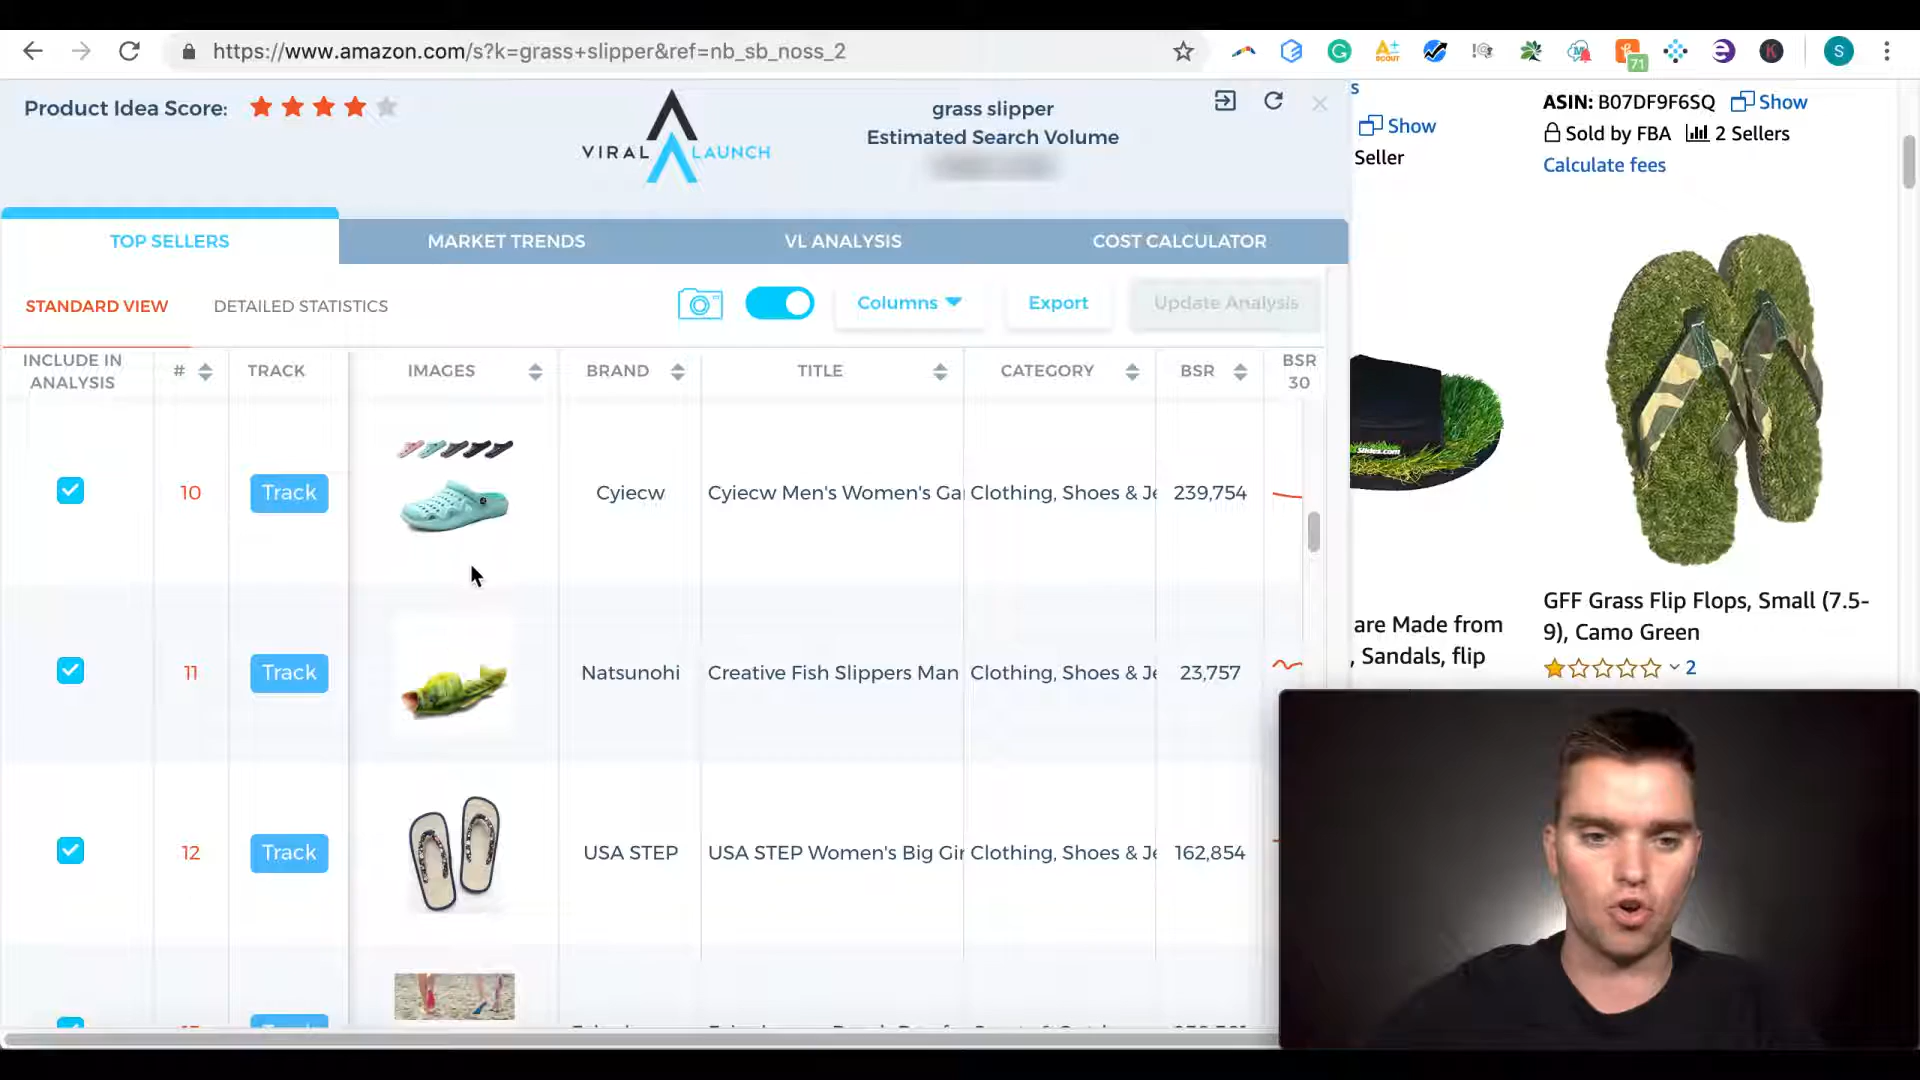 https://www.amazon.com/s?k=grass+slipper&ref=nb_sb_noss_2
71
S
Product Idea Score:
VIRAL LAUNCH
grass slipper
Estimated Search Volume
TOP SELLERS
MARKET TRENDS
VL ANALYSIS
COST CALCULATOR
STANDARD VIEW
DETAILED STATISTICS
Columns
Export
Update Analysis
INCLUDE IN ANALYSIS
#
TRACK
IMAGES
BRAND
TITLE
CATEGORY
BSR
BSR 30
10
Track
Cyiecw
Cyiecw Men's Women's Ga
Clothing, Shoes & Je
239,754
11
Track
Natsunohi
Creative Fish Slippers Man
Clothing, Shoes & Je
23,757
12
Track
USA STEP
USA STEP Women's Big Gir
Clothing, Shoes & Je
162,854
s
Show
Seller
are Made from
, Sandals, flip
ASIN: B07DF9F6SQ Show
Sold by FBA 2 Sellers
Calculate fees
GFF Grass Flip Flops, Small (7.5-
9), Camo Green
2